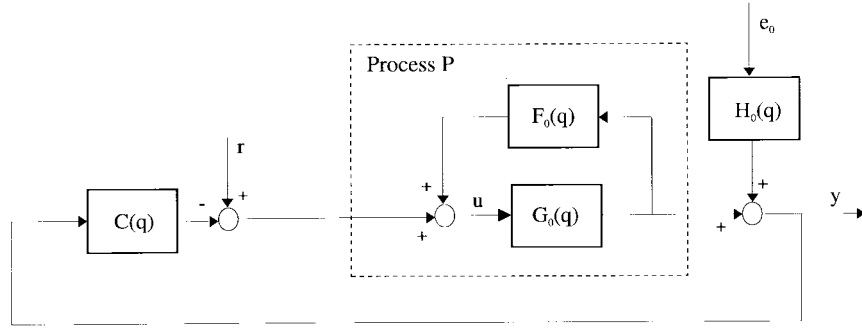 e₀
Process P
F₀(q)
H₀(q)
r
+
+
-
+
+
u
+
y
C(q)
G₀(q)
+